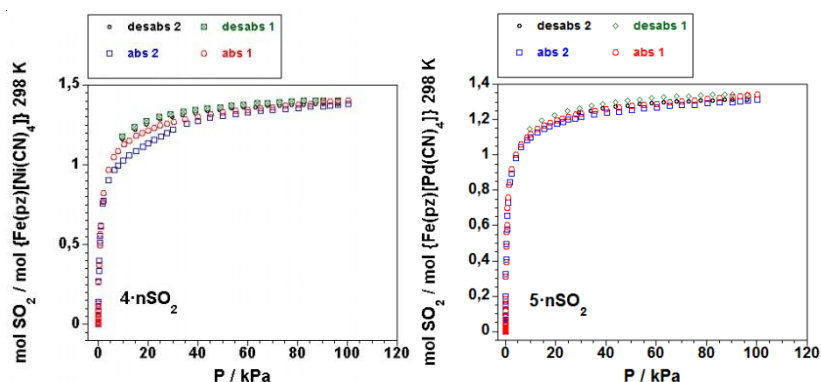 desabs 2 desabs 1
abs 2 abs 1
mol SO2 / mol {Fe(pz)[Ni(CN)4]} 298 K
1,5
1
0,5
0
4·nSO2
0 20 40 60 80 100 120
P / kPa
desabs 2 desabs 1
abs 2 abs 1
mol SO2 / mol {Fe(pz)[Pd(CN)4]} 298 K
1,4
1.2
1.0
0.8
0.6
0.4
0,2
0
5·nSO2
0 20 40 60 80 100 120
P / kPa